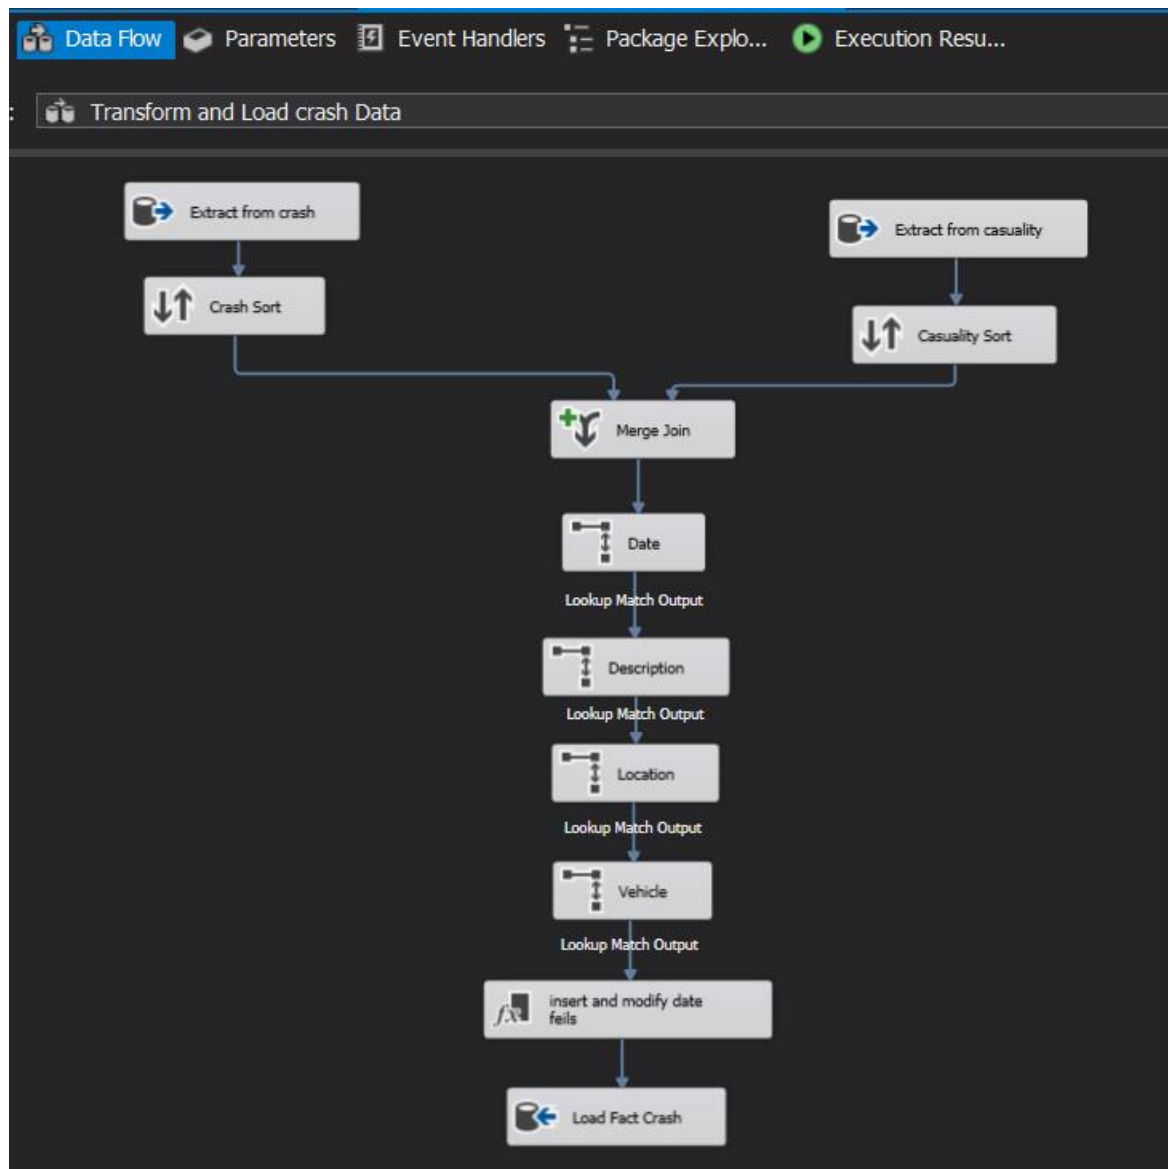 Data Flow Parameters Event Handlers Package Explo... Execution Resu...
: Transform and Load crash Data
Extract from crash
Extract from casuality
Crash Sort
Casuality Sort
Merge Join
Date
Lookup Match Output
Description
Lookup Match Output
Location
Lookup Match Output
Vehicle
Lookup Match Output
insert and modify date
feils
Load Fact Crash